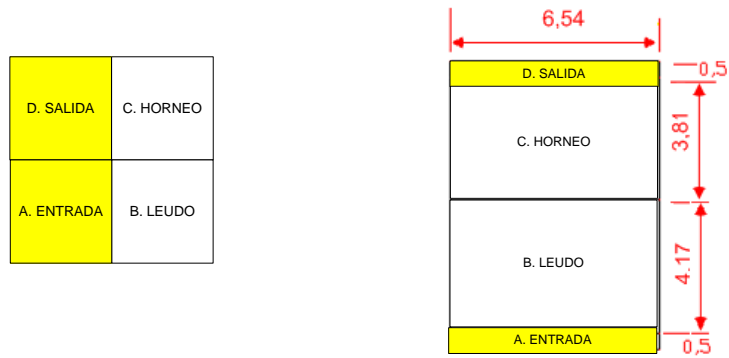 D. SALIDA
C. HORNEO
A. ENTRADA
B. LEUDO
6,54
D. SALIDA
0,5
C. HORNEO
3,81
B. LEUDO
4.17
A. ENTRADA
0,5